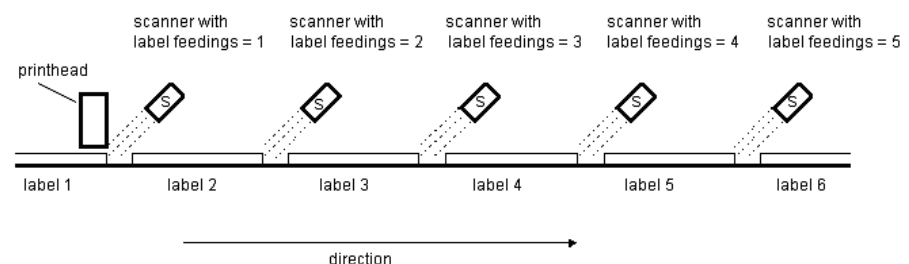 scanner with
label feedings = 1
scanner with
label feedings = 2
scanner with
label feedings = 3
scanner with
label feedings = 4
scanner with
label feedings = 5
printhead
S
S
S
S
S
label 1
label 2
label 3
label 4
label 5
label 6
direction